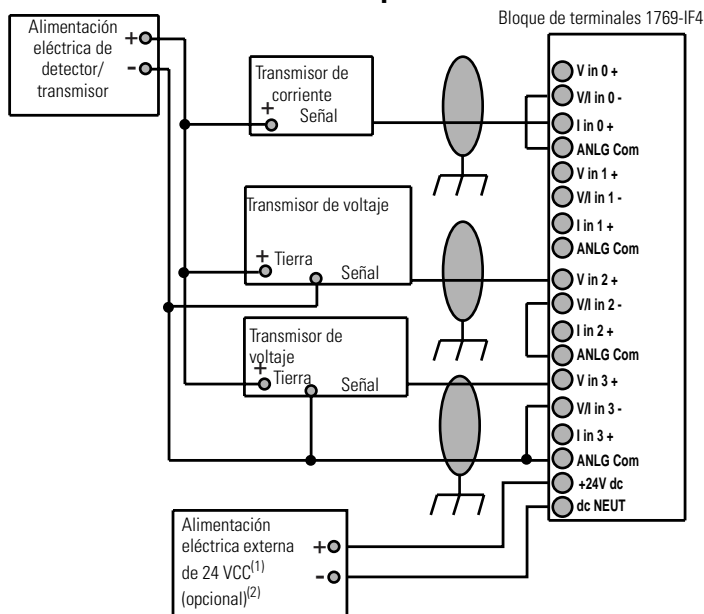 Bloque de terminales 1769-IF4
Alimentación
eléctrica de
detector/
transmisor
+
-
Transmisor de
corriente
+
Señal
Transmisor de voltaje
+ Tierra
Señal
Transmisor de
voltaje
+
Tierra
Señal
V in 0 +
V/I in 0 -
I in 0 +
ANLG Com
V in 1 +
V/I in 1 -
I in 1 +
ANLG Com
V in 2 +
V/I in 2 -
I in 2 +
ANLG Com
V in 3 +
V/I in 3 -
I in 3 +
ANLG Com
+24V dc
dc NEUT
Alimentación
eléctrica externa
de 24 VCC(1)
(opcional)(2)
+
-